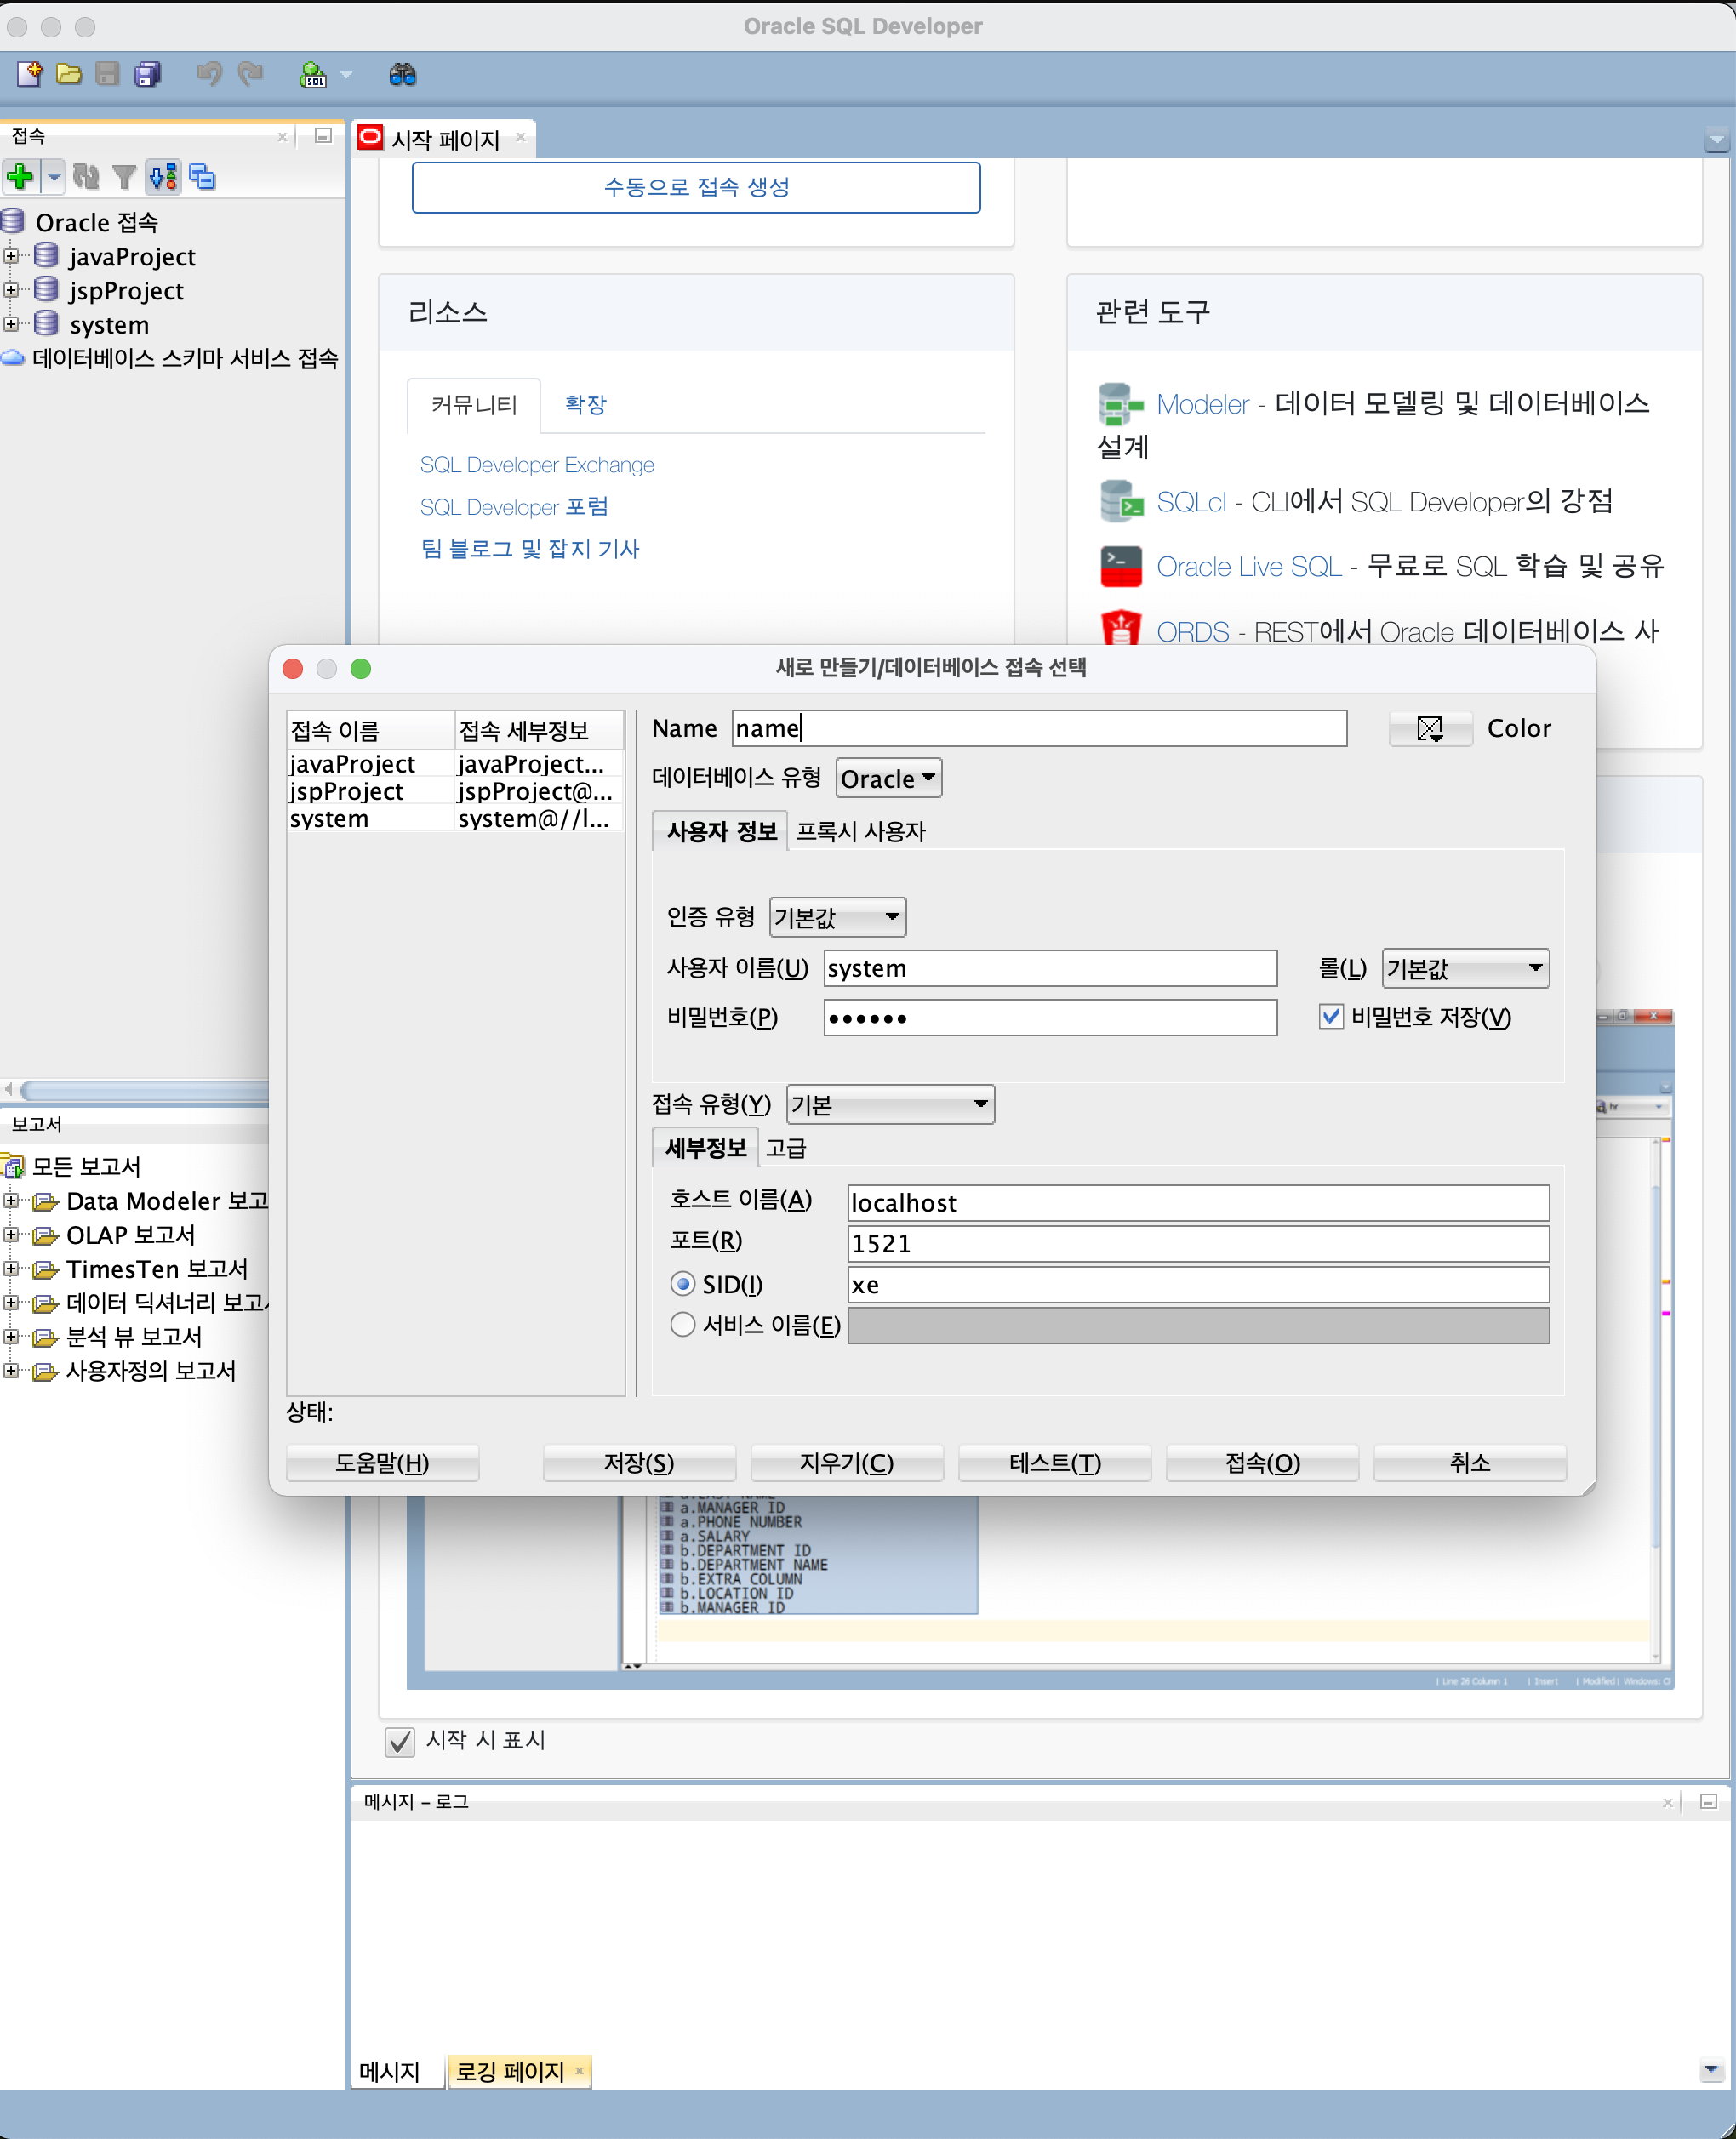 Oracle SQL Developer
접속
시작 페이지
Oracle 접속
javaProject
jspProject
system
데이터베이스 스키마 서비스 접속
수동으로 접속 생성
리소스
커뮤니티 확장
SQL Developer Exchange
SQL Developer 포럼
팀 블로그 및 잡지 기사
관련 도구
Modeler - 데이터 모델링 및 데이터베이스
설계
SQLcl - CLI에서 SQL Developer의 강점
Oracle Live SQL - 무료로 SQL 학습 및 공유
ORDS - REST에서 Oracle 데이터베이스 사
새로 만들기/데이터베이스 접속 선택
접속 이름 접속 세부정보
javaProject javaProject...
jspProject jspProject@...
system system@//l...
Name name Color
데이터베이스 유형 Oracle
사용자 정보 프록시 사용자
인증 유형 기본값
사용자 이름(U) system 롤(L) 기본값
비밀번호(P) •••••• 비밀번호 저장(V)
접속 유형(Y) 기본
세부정보 고급
호스트 이름(A) localhost
포트(R) 1521
SID(I) xe
서비스 이름(E)
상태:
도움말(H) 저장(S) 지우기(C) 테스트(T) 접속(O) 취소
보고서
모든 보고서
Data Modeler 보고
OLAP 보고서
TimesTen 보고서
데이터 딕셔너리 보고
분석 뷰 보고서
사용자정의 보고서
hr
a.MANAGER_ID
a.PHONE_NUMBER
a.SALARY
b.DEPARTMENT_ID
b.DEPARTMENT_NAME
b.EXTRA_COLUMN
b.LOCATION_ID
b.MANAGER_ID
Line 26 Column 1 | Insert | Modified | Windows:
시작 시 표시
메시지 – 로그
메시지 로깅 페이지